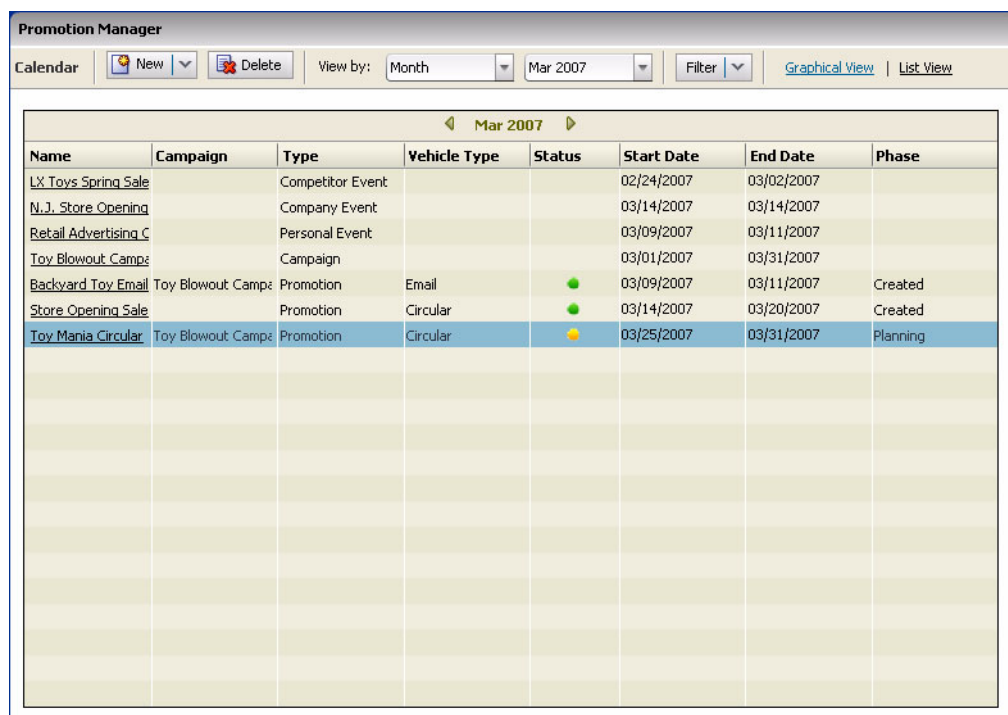 Promotion Manager
Calendar New Delete View by: Month Mar 2007 Filter Graphical View | List View
Mar 2007
Name Campaign Type Vehicle Type Status Start Date End Date Phase
LX Toys Spring Sale Competitor Event 02/24/2007 03/02/2007
N.J. Store Opening Company Event 03/14/2007 03/14/2007
Retail Advertising C Personal Event 03/09/2007 03/11/2007
Toy Blowout Campa Campaign 03/01/2007 03/31/2007
Backyard Toy Email Toy Blowout Campa Promotion Email 03/09/2007 03/11/2007 Created
Store Opening Sale Promotion Circular 03/14/2007 03/20/2007 Created
Toy Mania Circular Toy Blowout Campa Promotion Circular 03/25/2007 03/31/2007 Planning